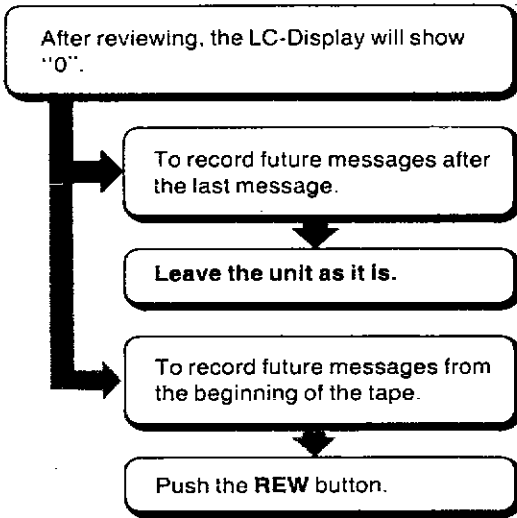 After reviewing, the LC-Display will show
"0".
To record future messages after
the last message.
Leave the unit as it is.
To record future messages from
the beginning of the tape.
Push the REW button.